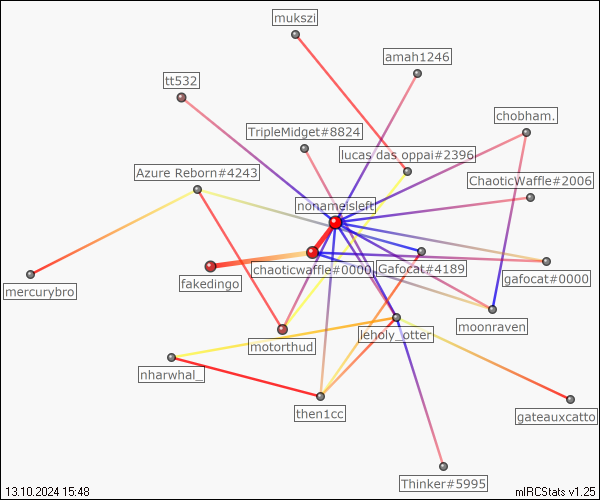 mukszi
amah1246
tt532
chobham.
TripleMidget#8824
lucas das oppai#2396
Azure Reborn#4243
ChaoticWaffle#2006
nonameisleft
chaoticwaffle#0000
Gafocat#4189
fakedingo
gafocat#0000
mercurybro
moonraven
leholy_otter
motorthud
nharwhal_
then1cc
gateauxcatto
Thinker#5995
13.10.2024 15:48
mIRCStats v1.25